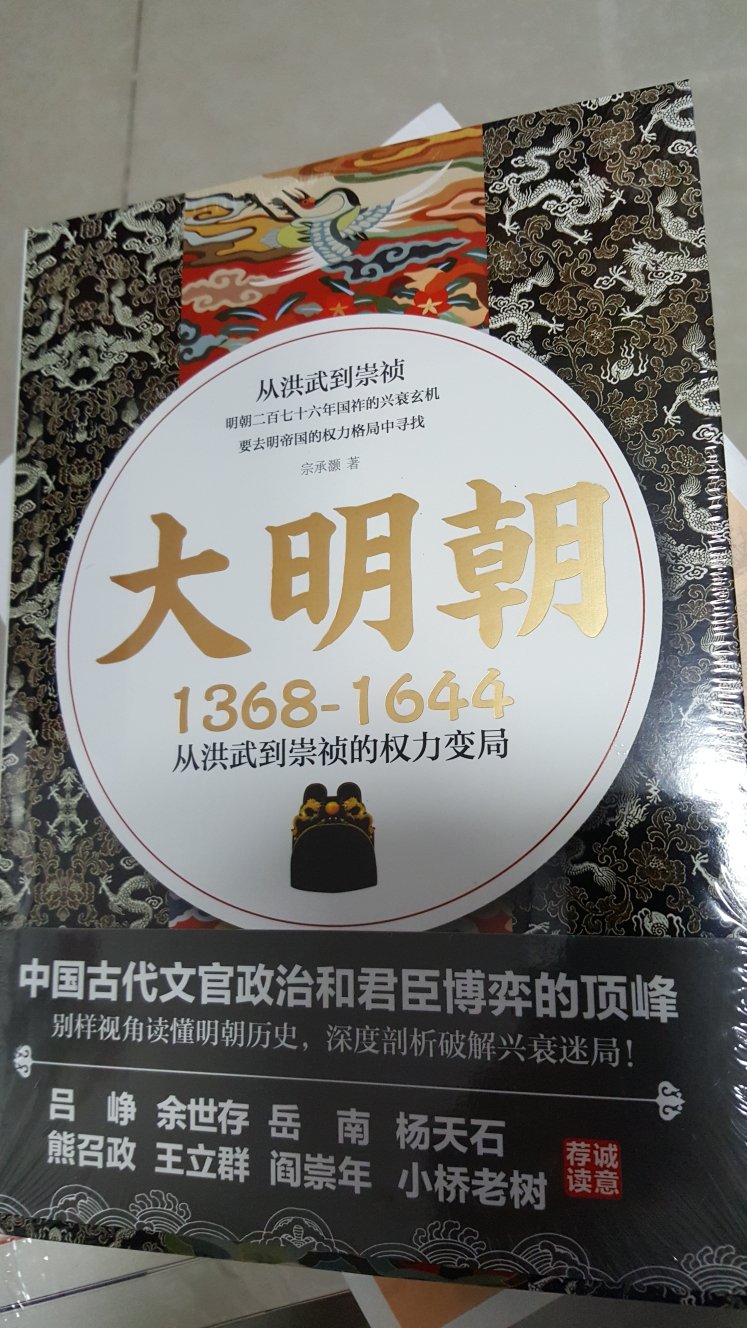 从洪武到崇祯
明朝二百七十六年国祚的兴衰玄机
要去明帝国的权力格局中寻找
宗承灏 著
大明朝
1368-1644
从洪武到崇祯的权力变局
中国古代文官政治和君臣博弈的顶峰
别样视角读懂明朝历史，深度剖析破解兴衰迷局！
吕峥 余世存 岳南 杨天石
熊召政 王立群 阎崇年 小桥老树
诚意荐读